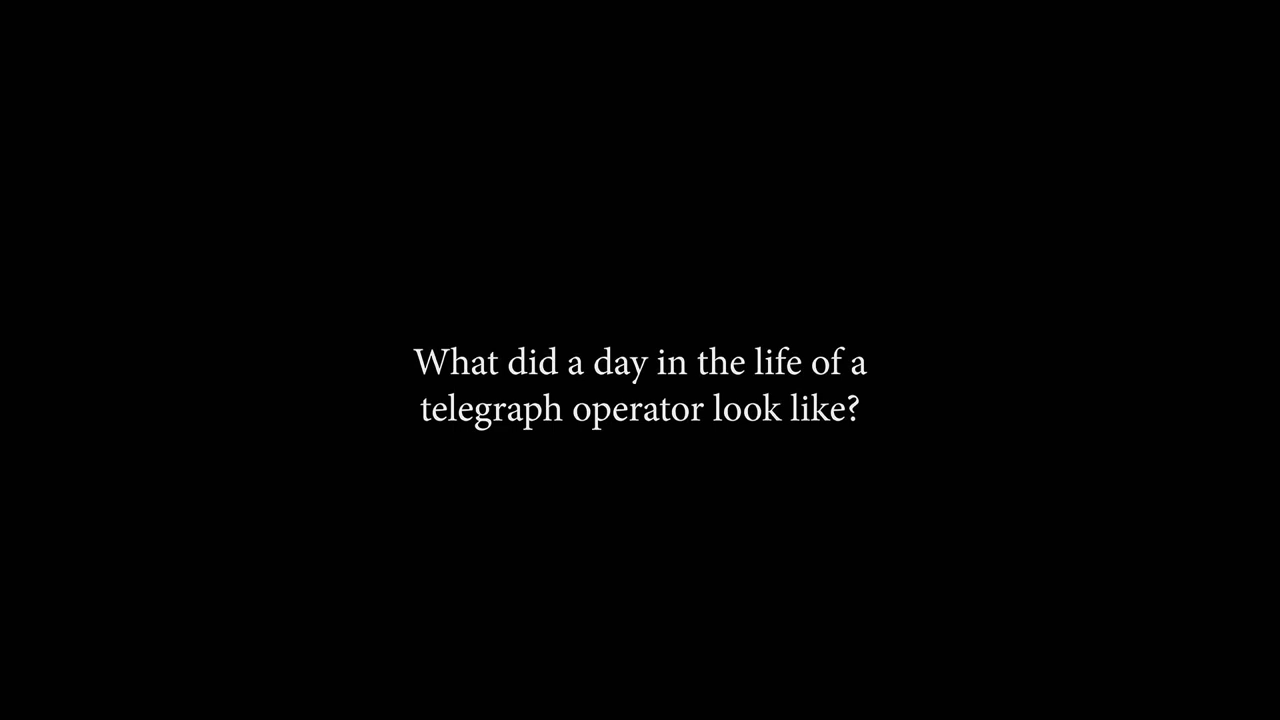 What did a day in the life of a
telegraph operator look like?